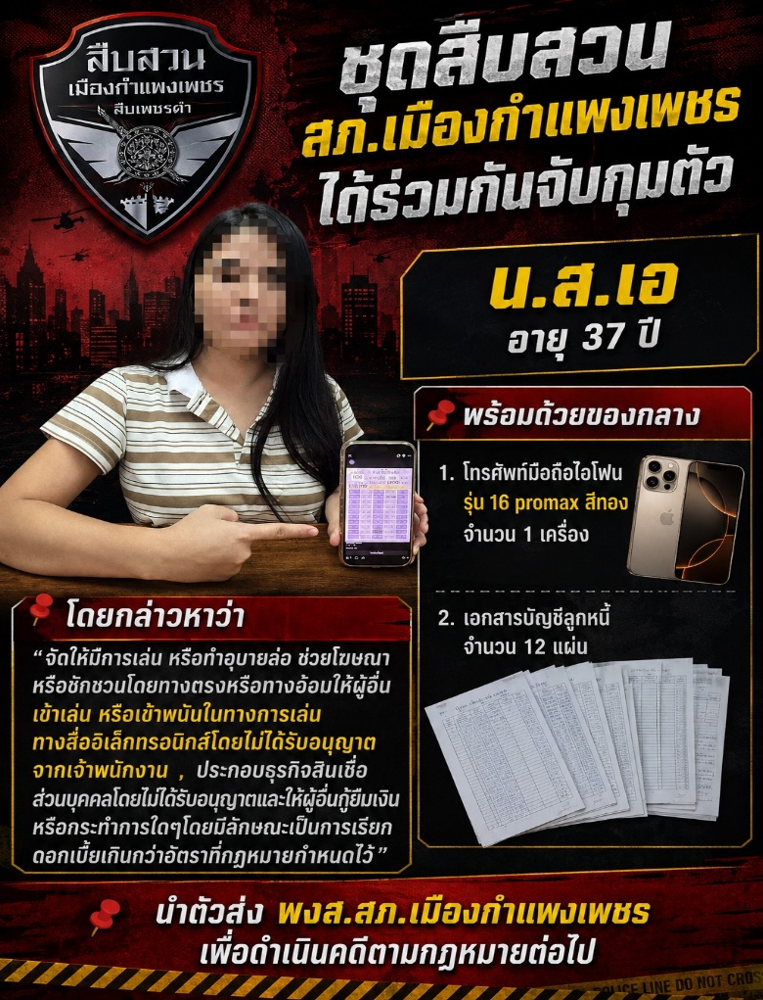 สืบสวน
เมืองกำแพงเพชร
สืบเพชรดำ
ชุดสืบสวน
สภ.เมืองกำแพงเพชร
ได้ร่วมกันจับกุมตัว
น.ส.เอ
อายุ 37 ปี
พร้อมด้วยของกลาง
1. โทรศัพท์มือถือไอโฟน
รุ่น 16 promax สีทอง
จำนวน 1 เครื่อง
2. เอกสารบัญชีลูกหนี้
จำนวน 12 แผ่น
โดยกล่าวหาว่า
“จัดให้มีการเล่น หรือทำอุบายล่อ ช่วยโฆษณา
หรือชักชวนโดยทางตรงหรือทางอ้อมให้ผู้อื่น
เข้าเล่น หรือเข้าพนันในทางการเล่น
ทางสื่ออิเล็กทรอนิกส์โดยไม่ได้รับอนุญาต
จากเจ้าพนักงาน , ประกอบธุรกิจสินเชื่อ
ส่วนบุคคลโดยไม่ได้รับอนุญาตและให้ผู้อื่นกู้ยืมเงิน
หรือกระทำการใดๆโดยมีลักษณะเป็นการเรียก
ดอกเบี้ยเกินกว่าอัตราที่กฎหมายกำหนดไว้”
นำตัวส่ง พงส.สภ.เมืองกำแพงเพชร
เพื่อดำเนินคดีตามกฎหมายต่อไป
POLICE LINE DO NOT CROS